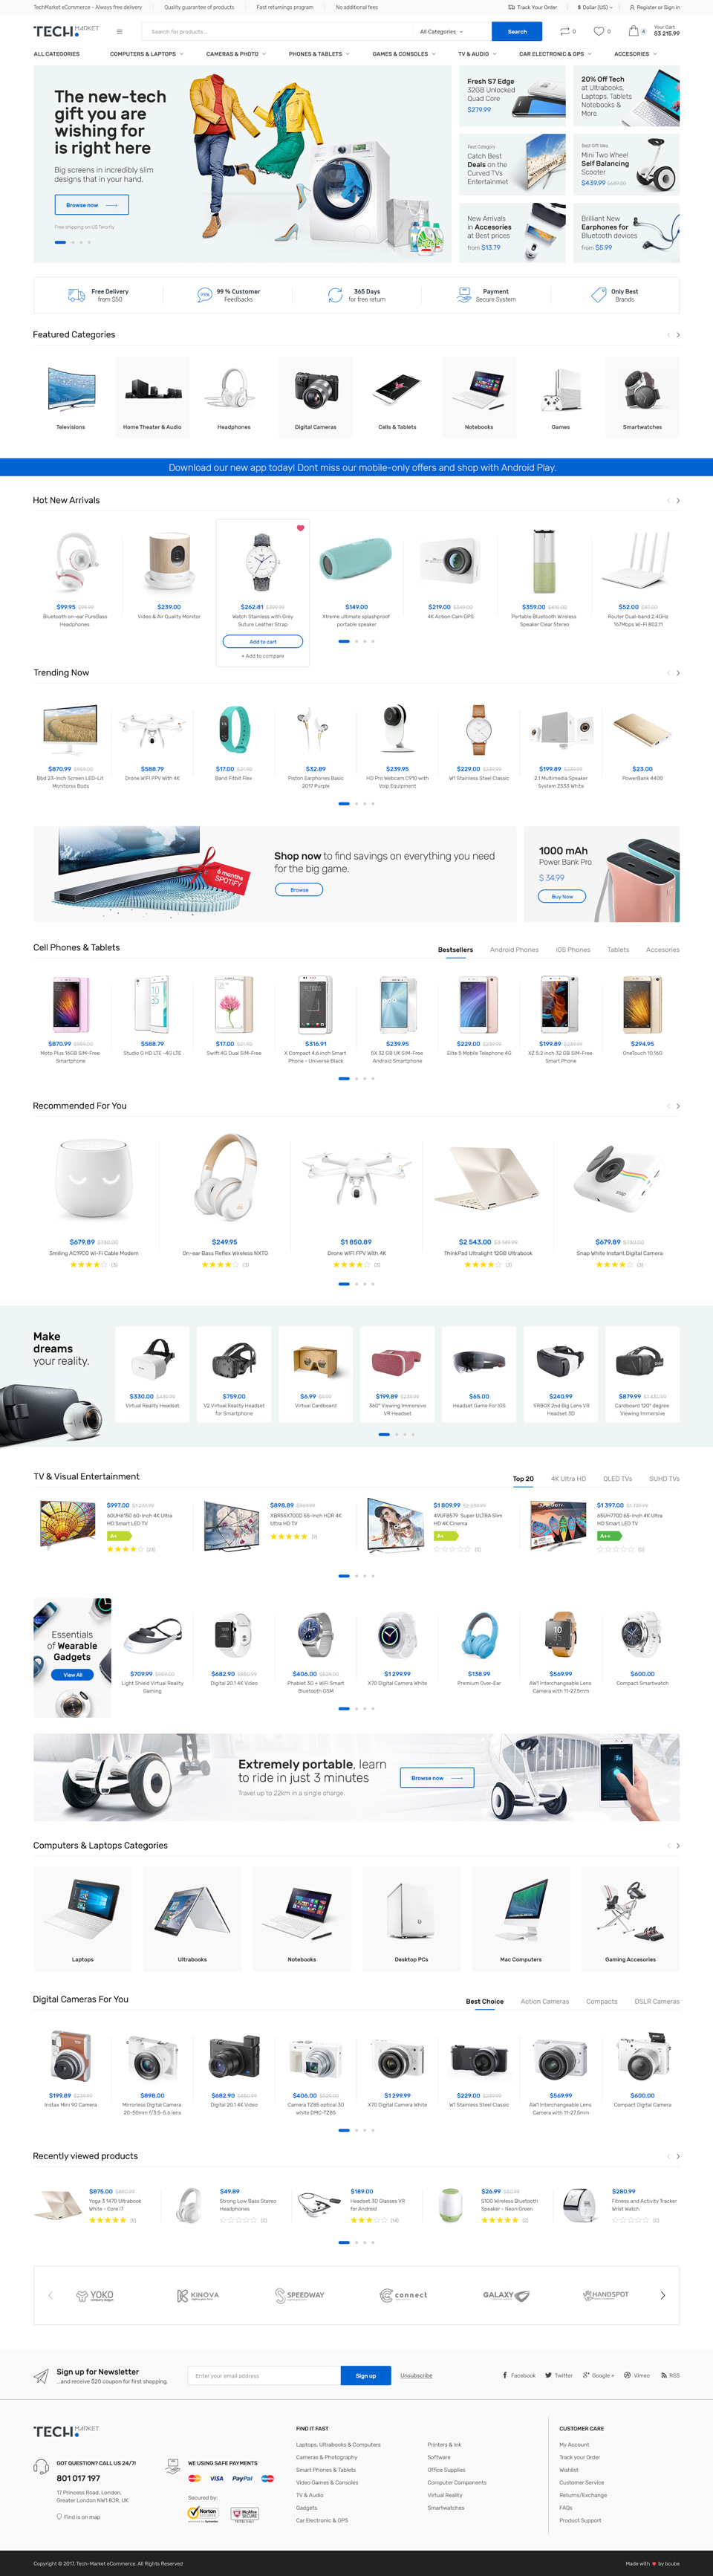 TechMarket eCommerce - Always free delivery
Quality guarantee of products
Fast returnings program
No additional fees
Track Your Order
$ Dollar (US)
Register or Sign in
TECH. MARKET
Search for products...
All Categories
Search
0
0
4
Your Cart
$3 215.99
ALL CATEGORIES
COMPUTERS & LAPTOPS
CAMERAS & PHOTO
PHONES & TABLETS
GAMES & CONSOLES
TV & AUDIO
CAR ELECTRONIC & GPS
ACCESORIES
The new-tech
gift you are
wishing for
is right here
Big screens in incredibly slim
designs that in your hand.
Browse now
Free shipping on US Terority
Fresh S7 Edge
32GB Unlocked
Quad Core
$279.99
20% Off Tech
at Ultrabooks,
Laptops, Tablets
Notebooks &
More
Catch Best
Deals on the
Curved TVs
Entertainmet
Best Gift Idea
Mini Two Wheel
Self Balancing
Scooter
$439.99
New Arrivals
in Accesories
at Best prices
from $13.79
Brilliant New
Earphones for
Bluetooth devices
from $5.99
Free Delivery
from $50
99 % Customer
Feedbacks
365 Days
for free return
Payment
Secure System
Only Best
Brands
Featured Categories
Televisions
Home Theater & Audio
Headphones
Digital Cameras
Cells & Tablets
Notebooks
Games
Smartwatches
Download our new app today! Dont miss our mobile-only offers and shop with Android Play.
Hot New Arrivals
$99.95
Bluetooth on-ear PureBass
Headphones
$239.00
Video & Air Quality Monitor
$262.81
Watch Stainless with Grey
Suture Leather Strap
Add to cart
+ Add to compare
$149.00
Xtreme ultimate splashproof
portable speaker
$219.00
4K Action Cam GPS
$359.00
Portable Bluetooth Wireless
Speaker Clear Stereo
$52.00
Router Dual-band 2.4GHz
167Mbps Wi-Fi 802.11
Trending Now
$870.99
Bbd 23-Inch Screen LED-Lit
Monitorss Buds
$588.79
Drone WIFI FPV With 4K
$17.00
Band Fitbit Flex
$32.89
Piston Earphones Basic
2017 Purple
$239.95
HD Pro Webcam C910 with
Voip Equipment
$229.00
W1 Stainless Steel Classic
$199.89
2.1 Multimedia Speaker
System Z533 White
$23.00
PowerBank 4400
6 months
SPOTIFY
Shop now to find savings on everything you need
for the big game.
Browse
1000 mAh
Power Bank Pro
$ 34.99
Buy Now
Cell Phones & Tablets
Bestsellers
Android Phones
iOS Phones
Tablets
Accesories
$870.99
Moto Plus 16GB SIM-Free
Smartphone
$588.79
Studio G HD LTE -4G LTE
$17.00
Swift 4G Dual SIM-Free
$316.91
X Compact 4.6 inch Smart
Phone - Universe Black
$239.95
5X 32 GB UK SIM-Free
Android Smartphone
$229.00
Elite 5 Mobile Telephone 4G
$199.89
XZ 5.2 inch 32 GB SIM-Free
Smart Phone
$294.95
OneTouch 10.16G
Recommended For You
$679.89 $730.00
Smiling AC1900 Wi-Fi Cable Modem
(3)
$249.95
On-ear Bass Reflex Wireless NXTG
(3)
$1 850.89
Drone WIFI FPV With 4K
(3)
$2 543.00
ThinkPad Ultralight 12GB Ultrabook
(3)
$679.89 $730.00
Snap White Instant Digital Camera
(3)
Make
dreams
your reality.
$330.00
Virtual Reality Headset
$759.00
V2 Virtual Reality Headset
for Smartphone
$6.99
Virtue Cardboard
$199.89
360° Viewing Immersive
VR Headset
$65.00
Headset Game For iOS
$240.99
VRBOX 2nd Big Lens VR
Headset 3D
$879.99
Cardboard 120° degree
Viewing Immersive
TV & Visual Entertainment
Top 20
4K Ultra HD
OLED TVs
SUHD TVs
$997.00
60UH6150 60-Inch 4K Ultra
HD Smart LED TV
A+
(23)
$898.89
XBR55X700D 55-Inch HDR 4K
Ultra HD TV
(9)
$1 809.99
49UF8579 Super ULTRA Slim
HD 4K Cinema
A+
(0)
$1 397.00
65UH7700 65-Inch 4K Ultra
HD Smart LED TV
A++
(0)
Essentials
of Wearable
Gadgets
View All
$709.99
Light Shield Virtual Reality
Gaming
$682.90
Digital 20.1 4K Video
$406.00
Phablet 3G + WiFi Smart
Bluetooth GSM
$1 299.99
X70 Digital Camera White
$138.99
Premium Over-Ear
$569.99
AW1 Interchangeable Lens
Camera with 11-27.5mm
$600.00
Compact Smartwatch
Extremely portable, learn
to ride in just 3 minutes
Travel up to 22km in a single charge.
Browse now
Computers & Laptops Categories
Laptops
Ultrabooks
Notebooks
Desktop PCs
Mac Computers
Gaming Accesories
Digital Cameras For You
Best Choice
Action Cameras
Compacts
DSLR Cameras
$199.89
Instax Mini 90 Camera
$898.00
Mirrorless Digital Camera
20-50mm f/3.5-5.6 lens
$682.90
Digital 20.1 4K Video
$406.00
Camera TZ85 optical 30
white DMC-TZ85
$1 299.99
X70 Digital Camera White
$229.00
W1 Stainless Steel Classic
$569.99
AW1 Interchangeable Lens
Camera with 11-27.5mm
$600.00
Compact Digital Camera
Recently viewed products
$875.00
Yoga 3 1470 Ultrabook
White - Core i7
$49.89
Strong Low Bass Stereo
Headphones
(0)
$189.00
Headset 3D Glasses VR
for Android
(14)
$26.99
S100 Wireless Bluetooth
Speaker - Neon Green
(2)
$280.99
Fitness and Activity Tracker
Wrist Watch
(0)
YOKO
KINOVA
SPEEDWAY
connect
GALAXY
HANDSPOT
Sign up for Newsletter
...and receive $20 coupon for first shopping.
Enter your email address
Sign up
Unsubscribe
Facebook
Twitter
Google +
Vimeo
RSS
TECH. MARKET
GOT QUESTION? CALL US 24/7!
801 017 197
17 Princess Road, London,
Greater London NW1 8JR, UK
Find is on map
WE USING SAFE PAYMENTS
VISA
PayPal
Secured by:
Norton
McAfee
SECURE
FIND IT FAST
Laptops, Ultrabooks & Computers
Cameras & Photography
Smart Phones & Tablets
Video Games & Consoles
TV & Audio
Gadgets
Car Electronic & GPS
Printers & Ink
Software
Office Supplies
Computer Components
Virtual Reality
Smartwatches
CUSTOMER CARE
My Account
Track your Order
Wishlist
Customer Service
Returns/Exchange
FAQs
Product Support
Copyright © 2017, Tech-Market eCommerce. All Rights Reserved
Made with ♥ by bcube